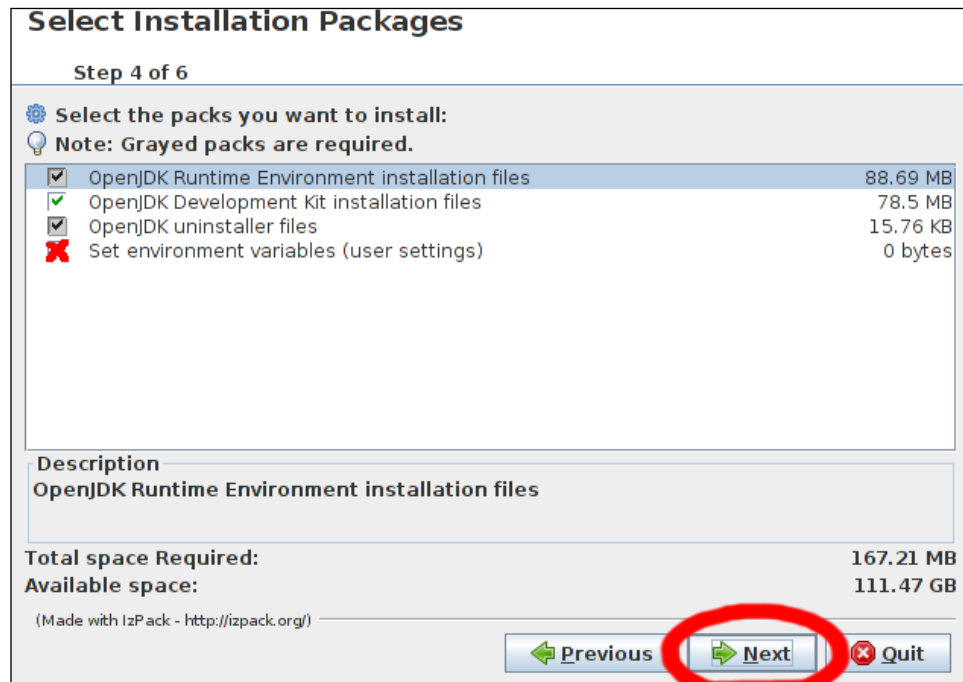 Select Installation Packages
Step 4 of 6
Select the packs you want to install:
Note: Grayed packs are required.
OpenJDK Runtime Environment installation files 88.69 MB
OpenJDK Development Kit installation files 78.5 MB
OpenJDK uninstaller files 15.76 KB
Set environment variables (user settings) 0 bytes
Description
OpenJDK Runtime Environment installation files
Total space Required: 167.21 MB
Available space: 111.47 GB
(Made with IzPack - http://izpack.org/)
Previous Next Quit